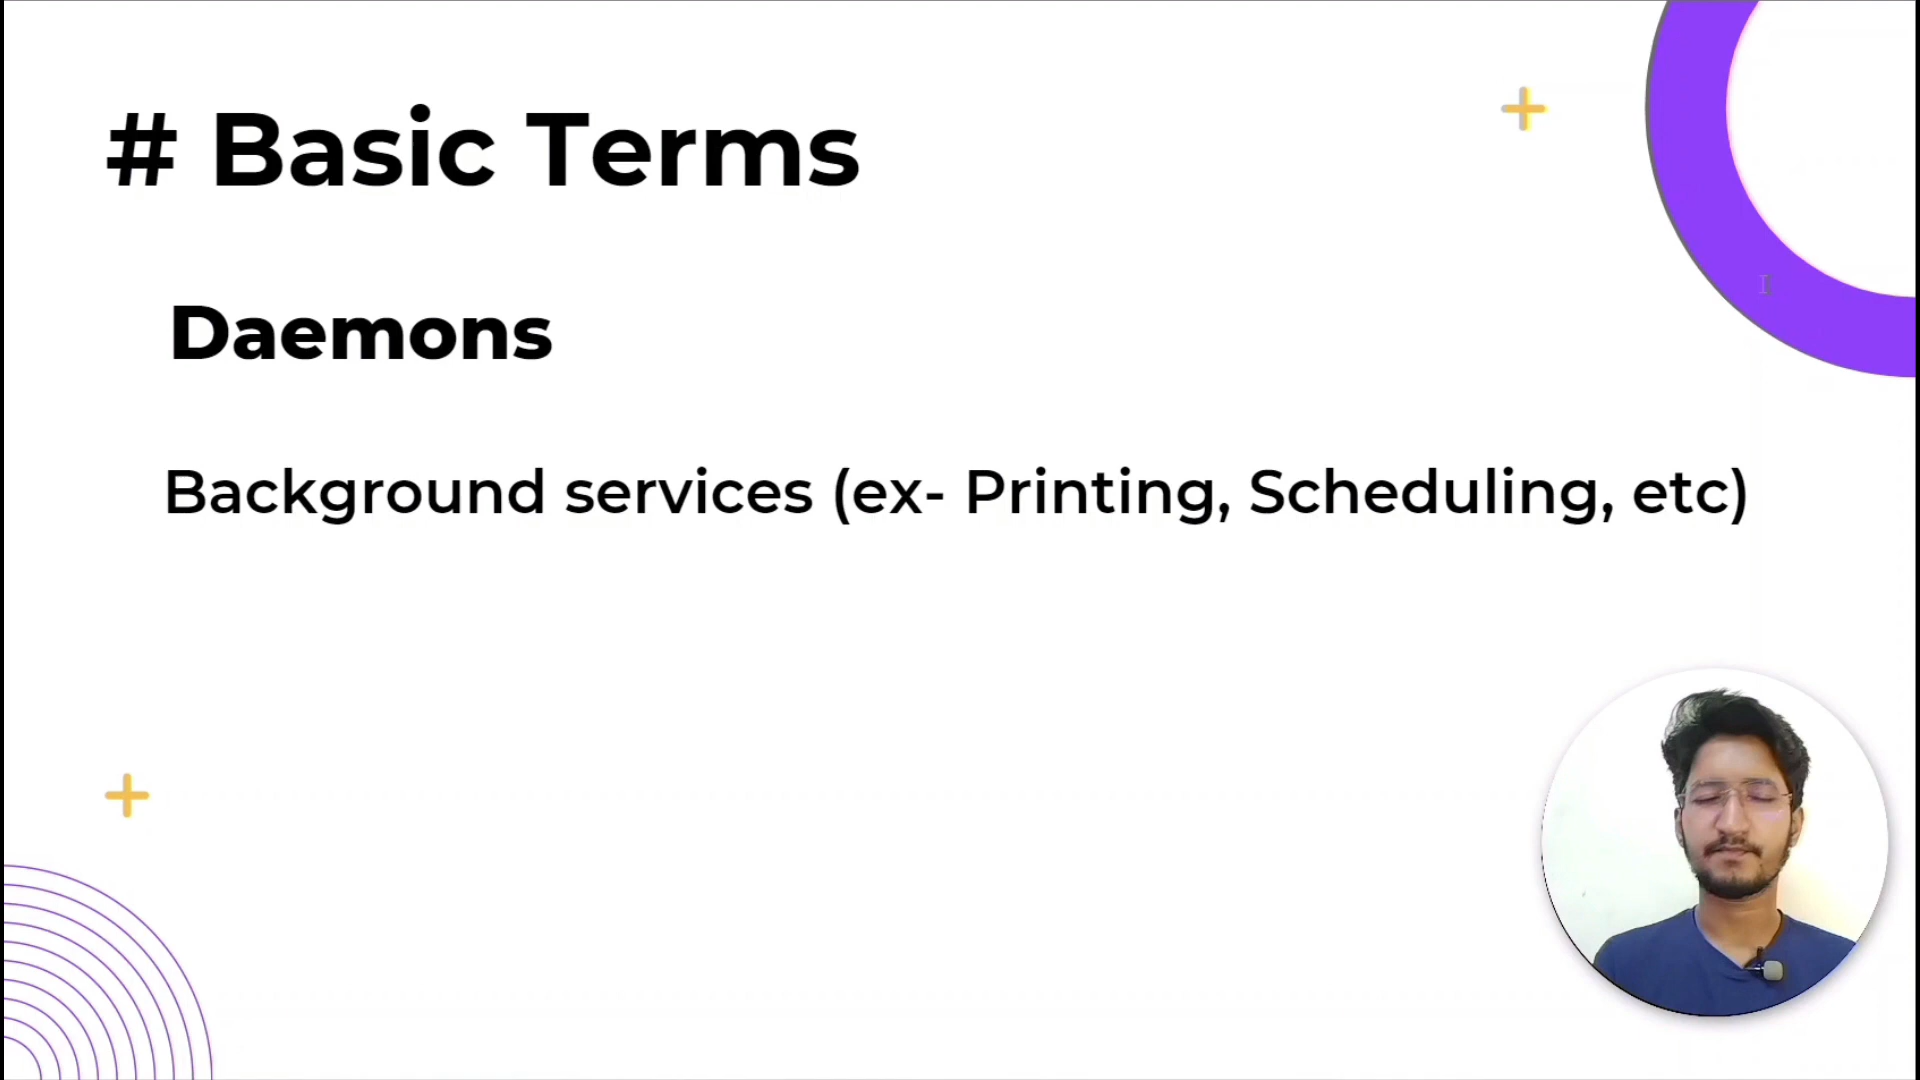 # Basic Terms
Daemons
Background services (ex- Printing, Scheduling, etc)